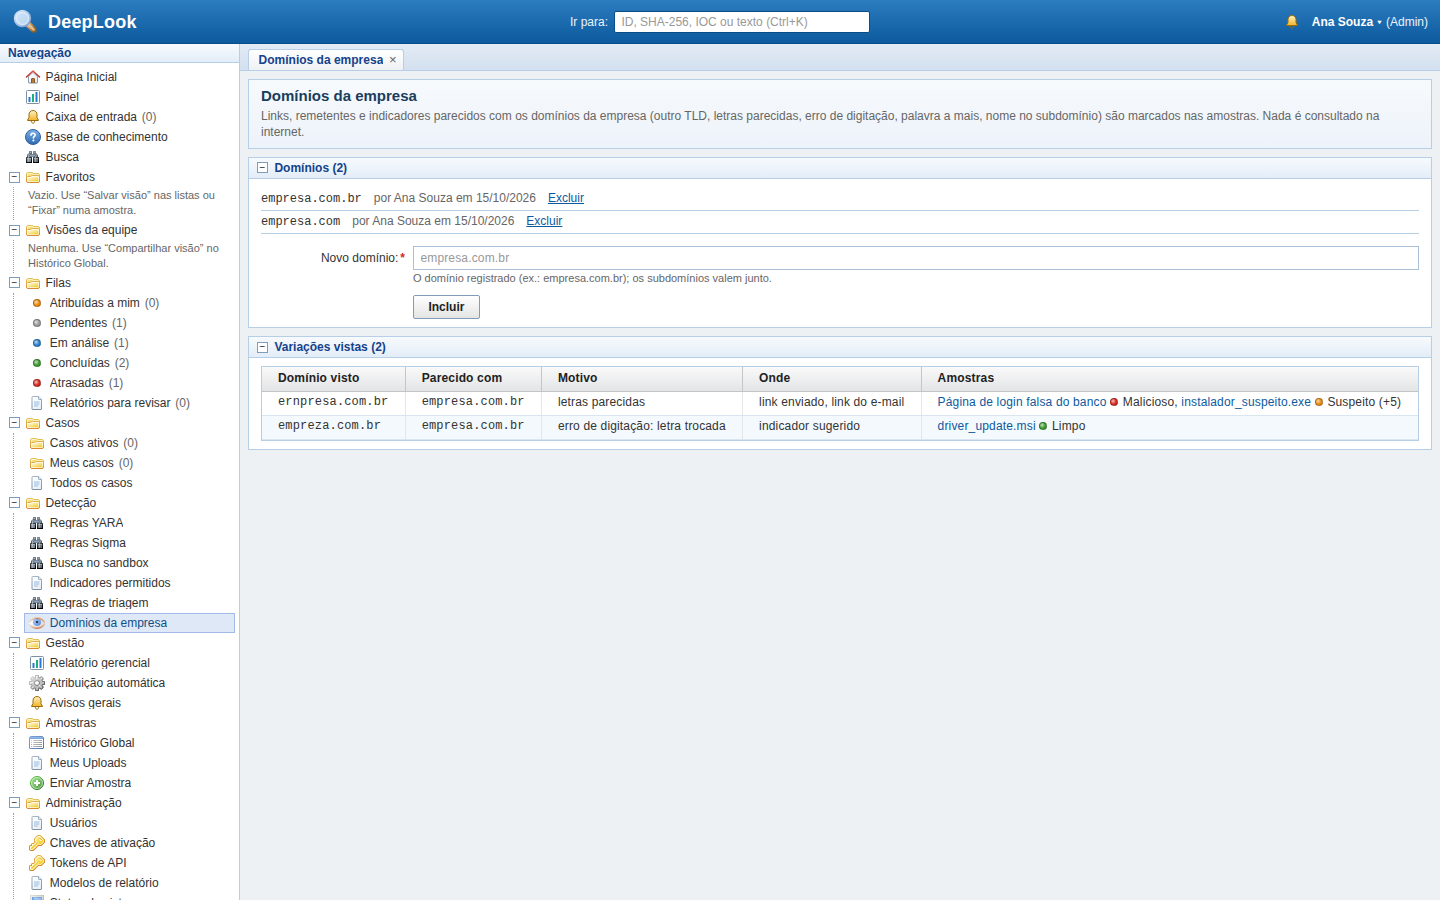 DeepLook
Ir para: ID, SHA-256, IOC ou texto (Ctrl+K)
Ana Souza (Admin)
Navegação
Página Inicial
Painel
Caixa de entrada (0)
Base de conhecimento
Busca
Favoritos
Vazio. Use “Salvar visão” nas listas ou
“Fixar” numa amostra.
Visões da equipe
Nenhuma. Use “Compartilhar visão” no
Histórico Global.
Filas
Atribuídas a mim (0)
Pendentes (1)
Em análise (1)
Concluídas (2)
Atrasadas (1)
Relatórios para revisar (0)
Casos
Casos ativos (0)
Meus casos (0)
Todos os casos
Detecção
Regras YARA
Regras Sigma
Busca no sandbox
Indicadores permitidos
Regras de triagem
Domínios da empresa
Gestão
Relatório gerencial
Atribuição automática
Avisos gerais
Amostras
Histórico Global
Meus Uploads
Enviar Amostra
Administração
Usuários
Chaves de ativação
Tokens de API
Modelos de relatório
Domínios da empresa ×
Domínios da empresa
Links, remetentes e indicadores parecidos com os domínios da empresa (outro TLD, letras parecidas, erro de digitação, palavra a mais, nome no subdomínio) são marcados nas amostras. Nada é consultado na
internet.
Domínios (2)
empresa.com.br por Ana Souza em 15/10/2026 Excluir
empresa.com por Ana Souza em 15/10/2026 Excluir
Novo domínio:* empresa.com.br
O domínio registrado (ex.: empresa.com.br); os subdomínios valem junto.
Incluir
Variações vistas (2)
Domínio visto Parecido com Motivo Onde Amostras
ernpresa.com.br empresa.com.br letras parecidas link enviado, link do e-mail Página de login falsa do banco Malicioso, instalador_suspeito.exe Suspeito (+5)
empreza.com.br empresa.com.br erro de digitação: letra trocada indicador sugerido driver_update.msi Limpo